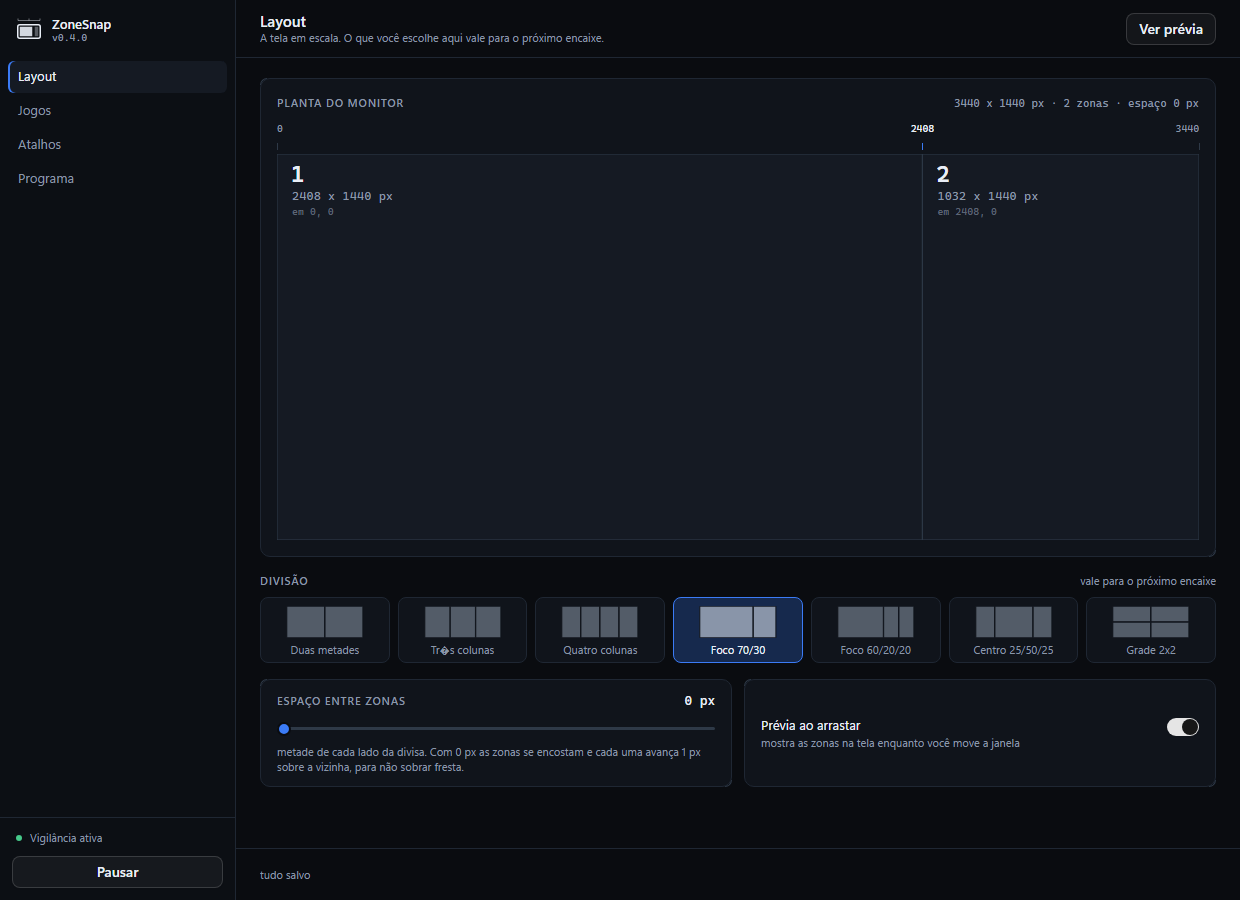 ZoneSnap
v0.4.0
Layout
Jogos
Atalhos
Programa
Vigilância ativa
Pausar
Layout
A tela em escala. O que você escolhe aqui vale para o próximo encaixe.
Ver prévia
PLANTA DO MONITOR
3440 x 1440 px · 2 zonas · espaço 0 px
0
2408
3440
1
2408 x 1440 px
em 0, 0
2
1032 x 1440 px
em 2408, 0
DIVISÃO
vale para o próximo encaixe
Duas metades
Tr�s colunas
Quatro colunas
Foco 70/30
Foco 60/20/20
Centro 25/50/25
Grade 2x2
ESPAÇO ENTRE ZONAS
0 px
metade de cada lado da divisa. Com 0 px as zonas se encostam e cada uma avança 1 px
sobre a vizinha, para não sobrar fresta.
Prévia ao arrastar
mostra as zonas na tela enquanto você move a janela
tudo salvo